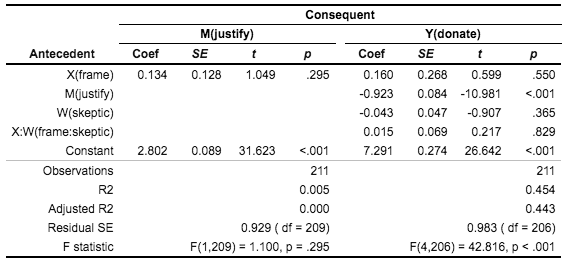 Consequent
M(justify) Y(donate)
Antecedent Coef SE t p Coef SE t p
X(frame) 0.134 0.128 1.049 .295 0.160 0.268 0.599 .550
M(justify) -0.923 0.084 -10.981 <.001
W(skeptic) -0.043 0.047 -0.907 .365
X:W(frame:skeptic) 0.015 0.069 0.217 .829
Constant 2.802 0.089 31.623 <.001 7.291 0.274 26.642 <.001
Observations 211 211
R2 0.005 0.454
Adjusted R2 0.000 0.443
Residual SE 0.929 ( df = 209) 0.983 ( df = 206)
F statistic F(1,209) = 1.100, p = .295 F(4,206) = 42.816, p < .001